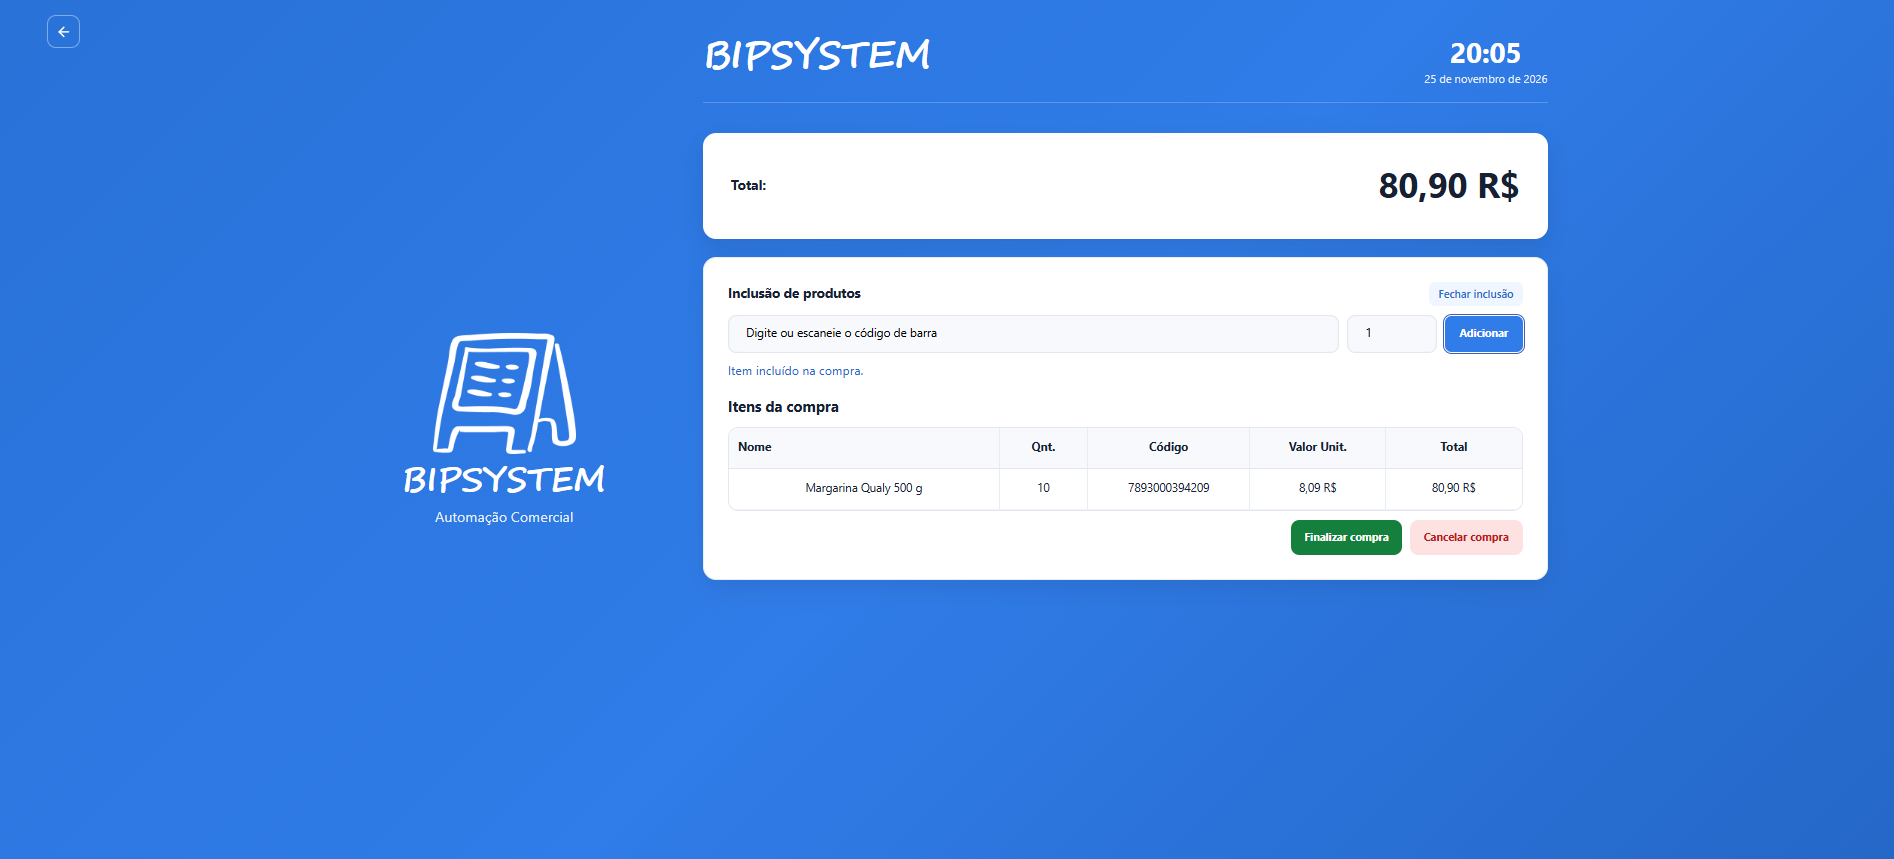 BIPSYSTEM
20:05
25 de novembro de 2026
Total:
80,90 R$
Inclusão de produtos
Fechar inclusão
Digite ou escaneie o código de barra
1
Adicionar
Item incluído na compra.
Itens da compra
Nome Qnt. Código Valor Unit. Total
Margarina Qualy 500 g 10 7893000394209 8,09 R$ 80,90 R$
Finalizar compra
Cancelar compra
BIPSYSTEM
Automação Comercial